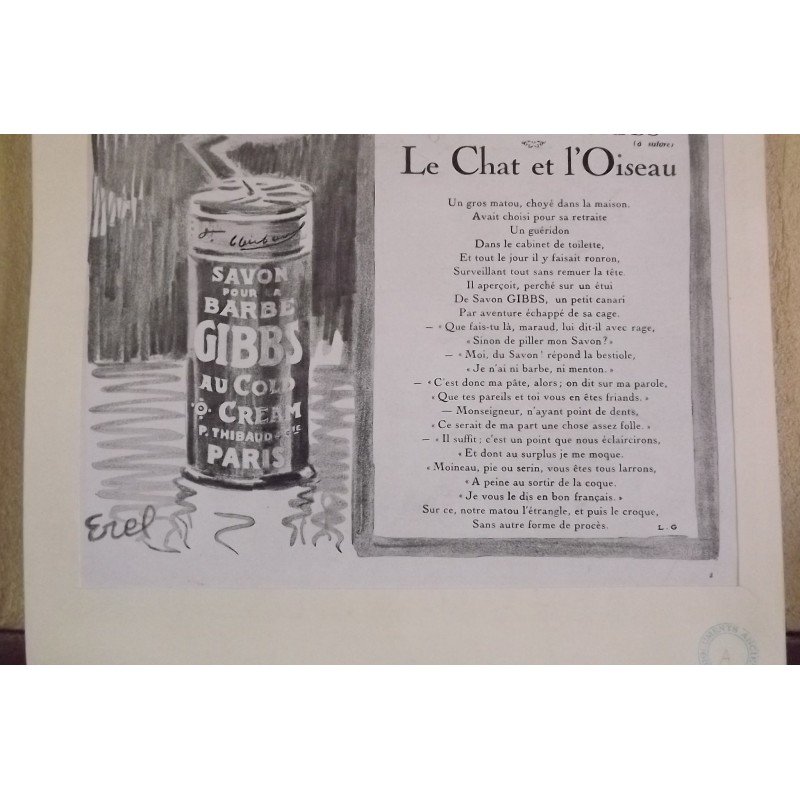 (à suivre)
Le Chat et l'Oiseau
Un gros matou, choyé dans la maison.
Avait choisi pour sa retraite
Un guéridon
Dans le cabinet de toilette,
Et tout le jour il y faisait ronron,
Surveillant tout sans remuer la tête.
Il aperçoit, perché sur un étui
De Savon GIBBS, un petit canari
Par aventure échappé de sa cage.
— « Que fais-tu là, maraud, lui dit-il avec rage,
« Sinon de piller mon Savon ? »
— « Moi, du Savon ! répond la bestiole,
« Je n'ai ni barbe, ni menton. »
— « C'est donc ma pâte, alors ; on dit sur ma parole,
« Que tes pareils et toi vous en êtes friands. »
— Monseigneur, n'ayant point de dents,
« Ce serait de ma part une chose assez folle. »
— « Il suffit ; c'est un point que nous éclaircirons,
« Et dont au surplus je me moque.
« Moineau, pie ou serin, vous êtes tous larrons,
« A peine au sortir de la coque.
« Je vous le dis en bon français. »
Sur ce, notre matou l'étrangle, et puis le croque,
Sans autre forme de procès.
L. G
SAVON
POUR LA
BARBE
GIBBS
AU COLD
CREAM
P. THIBAUD & Cie
PARIS
Erel